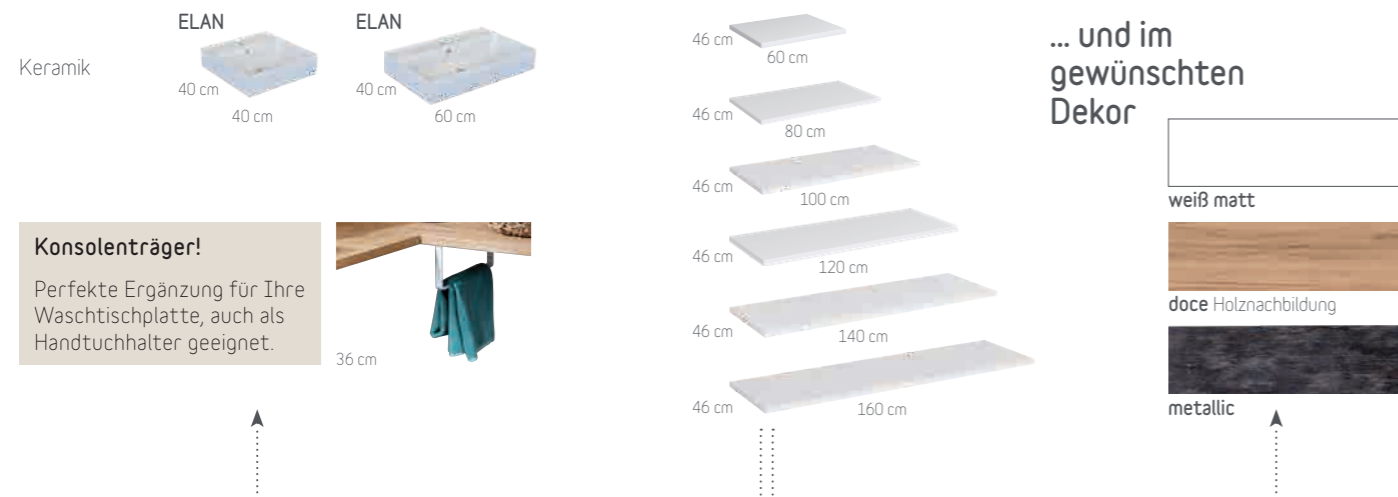 Keramik
ELAN
40 cm
40 cm
ELAN
40 cm
60 cm
Konsolenträger!
Perfekte Ergänzung für Ihre
Waschtischplatte, auch als
Handtuchhalter geeignet.
36 cm
46 cm
60 cm
46 cm
80 cm
46 cm
100 cm
46 cm
120 cm
46 cm
140 cm
46 cm
160 cm
... und im
gewünschten
Dekor
weiß matt
doce Holznachbildung
metallic